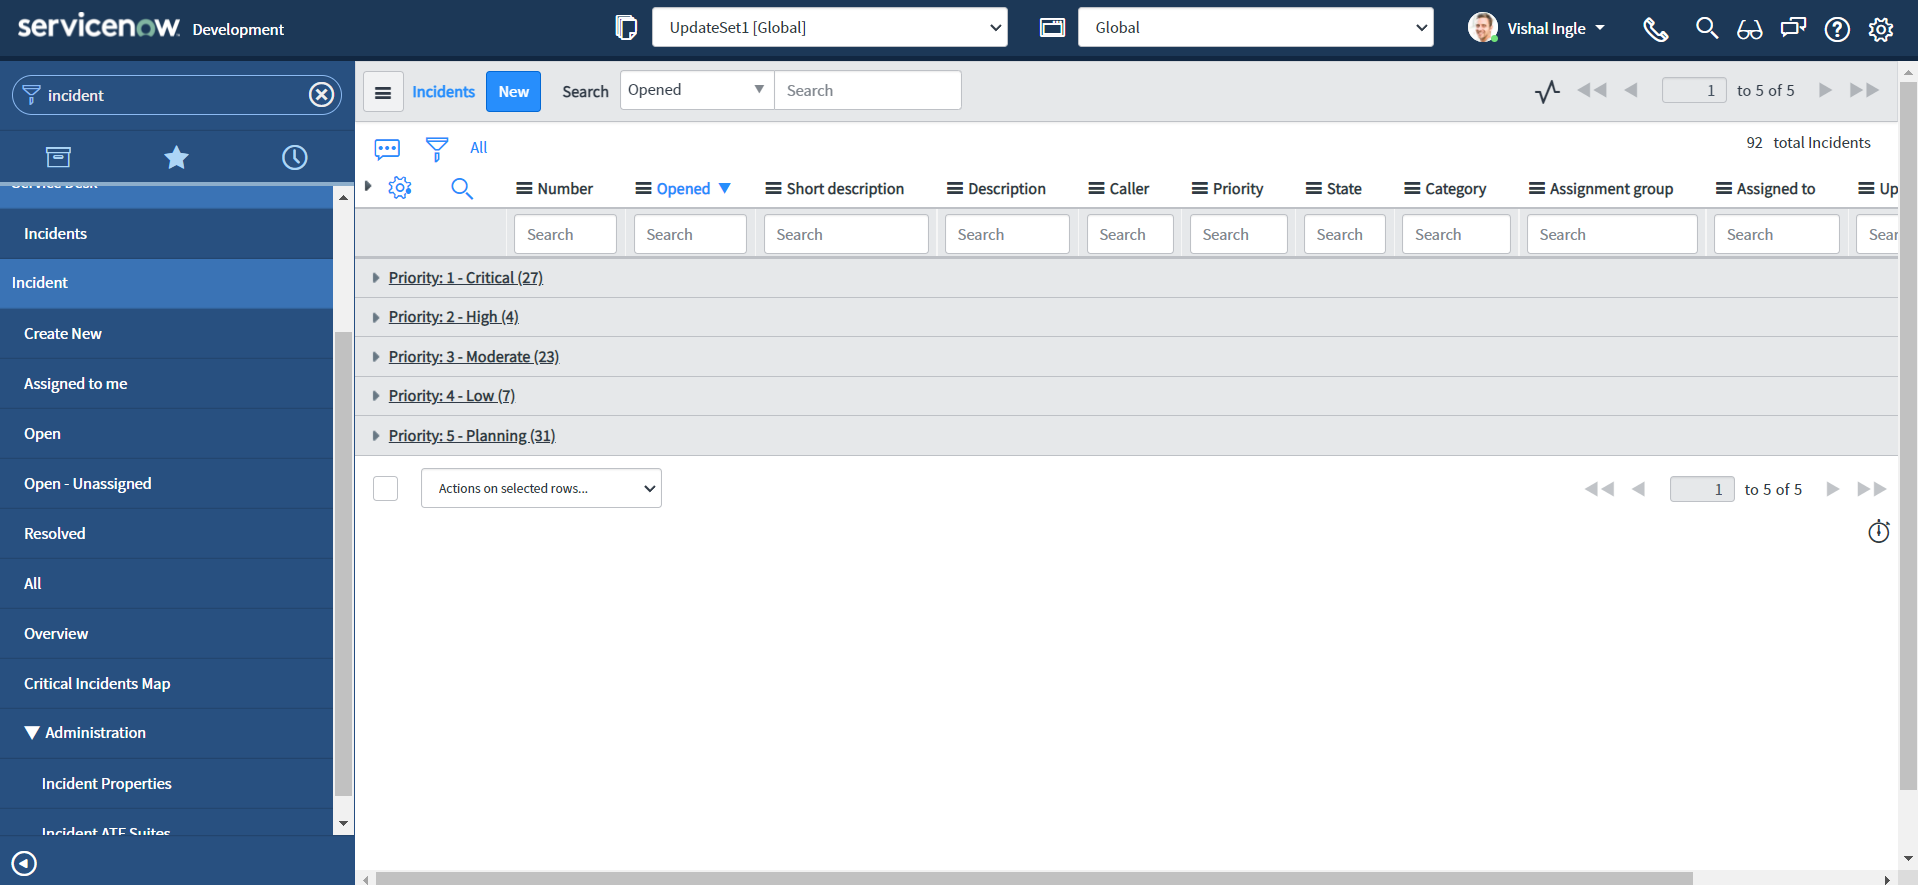 servicenow. Development
UpdateSet1 [Global]
Global
Vishal Ingle
incident
Service Desk
Incidents
Incident
Create New
Assigned to me
Open
Open - Unassigned
Resolved
All
Overview
Critical Incidents Map
Administration
Incident Properties
Incident ATF Suites
Incidents New Search Opened Search 1 to 5 of 5
All 92 total Incidents
Number Opened Short description Description Caller Priority State Category Assignment group Assigned to Up
Search Search Search Search Search Search Search Search Search Search Sear
Priority: 1 - Critical (27)
Priority: 2 - High (4)
Priority: 3 - Moderate (23)
Priority: 4 - Low (7)
Priority: 5 - Planning (31)
Actions on selected rows... 1 to 5 of 5